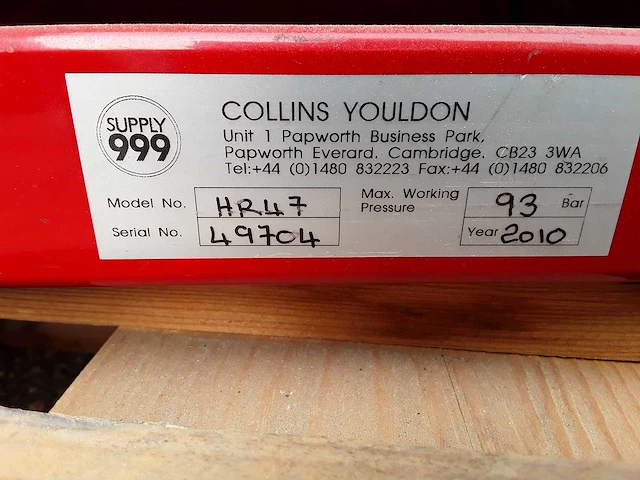 SUPPLY
999
COLLINS YOULDON
Unit 1 Papworth Business Park,
Papworth Everard, Cambridge, CB23 3WA
Tel:+44 (0)1480 832223 Fax:+44 (0)1480 832206
Model No. HR47 Max. Working Pressure 93 Bar
Serial No. 49704 Year 2010